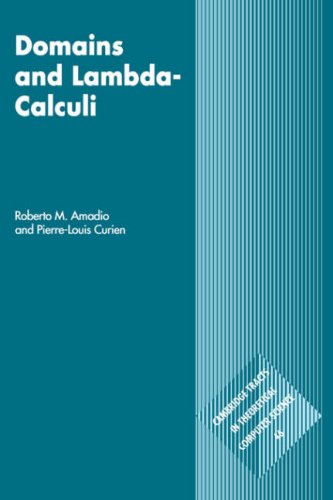 Domains
and Lambda-
Calculi
Roberto M. Amadio
and Pierre-Louis Curien
CAMBRIDGE TRACTS
IN THEORETICAL
COMPUTER SCIENCE
46